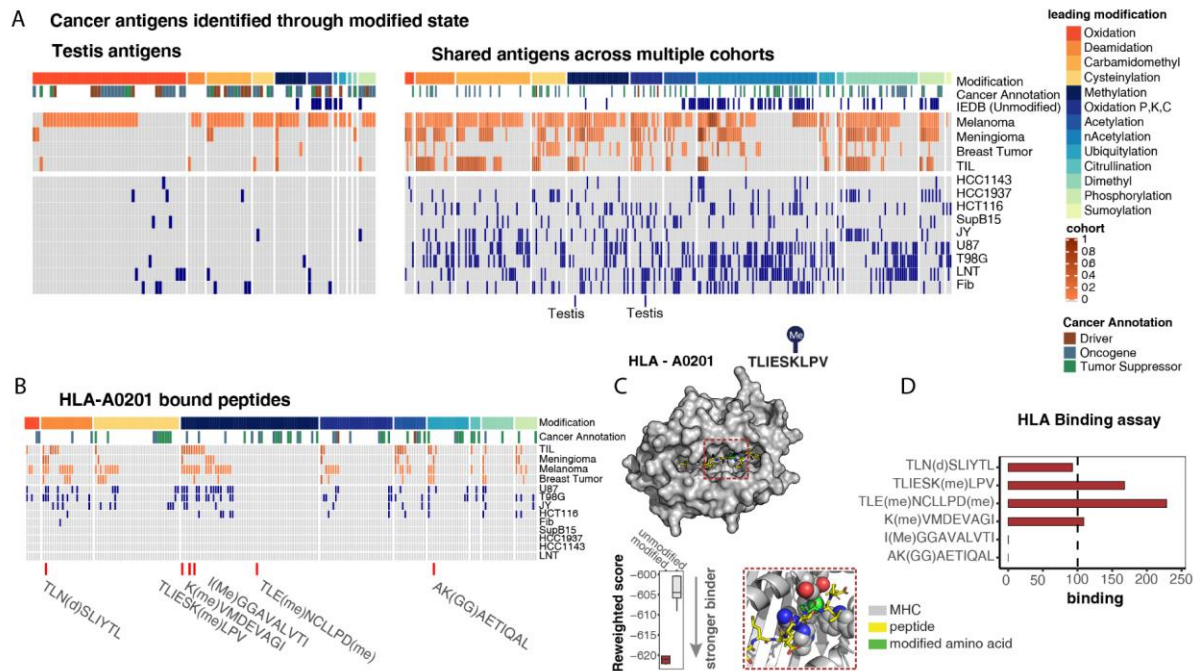 A
Cancer antigens identified through modified state
Testis antigens
Shared antigens across multiple cohorts
Modification
Cancer Annotation
IEDB (Unmodified)
Melanoma
Meningioma
Breast Tumor
TIL
HCC1143
HCC1937
HCT116
SupB15
JY
U87
T98G
LNT
Fib
Testis
Testis
leading modification
Oxidation
Deamidation
Carbamidomethyl
Cysteinylation
Methylation
Oxidation P,K,C
Acetylation
nAcetylation
Ubiquitylation
Citrullination
Dimethyl
Phosphorylation
Sumoylation
cohort
1
0.8
0.6
0.4
0.2
0
Cancer Annotation
Driver
Oncogene
Tumor Suppressor
B
HLA-A0201 bound peptides
Modification
Cancer Annotation
TIL
Meningioma
Melanoma
Breast Tumor
U87
T98G
JY
HCT116
Fib
SupB15
HCC1937
HCC1143
LNT
TLN(d)SLIYTL
TLIESK(me)LPV
K(me)VMDEVAGI
I(Me)GGAVALVTI
TLE(me)NCLLPD(me)
AK(GG)AETIQAL
C
HLA - A0201
Me
TLIESKLPV
unmodified
modified
Reweighted score
−600
−605
−610
−615
−620
stronger binder
MHC
peptide
modified amino acid
D
HLA Binding assay
TLN(d)SLIYTL
TLIESK(me)LPV
TLE(me)NCLLPD(me)
K(me)VMDEVAGI
I(Me)GGAVALVTI
AK(GG)AETIQAL
0 50 100 150 200 250
binding